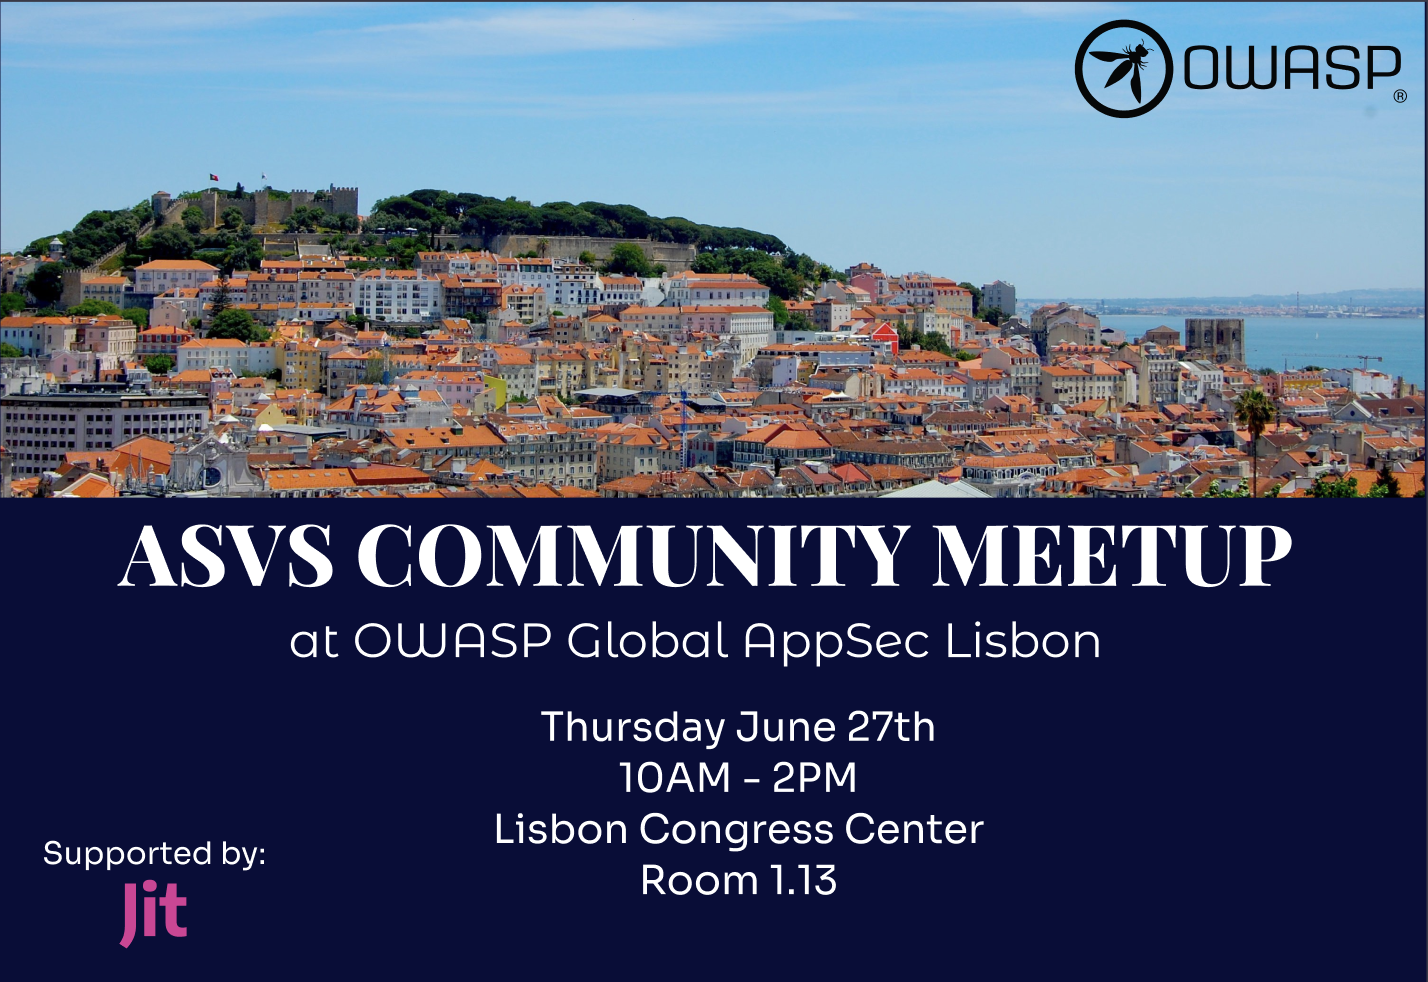 OWASP
®
ASVS COMMUNITY MEETUP
at OWASP Global AppSec Lisbon
Thursday June 27th
10AM - 2PM
Lisbon Congress Center
Room 1.13
Supported by:
Jit